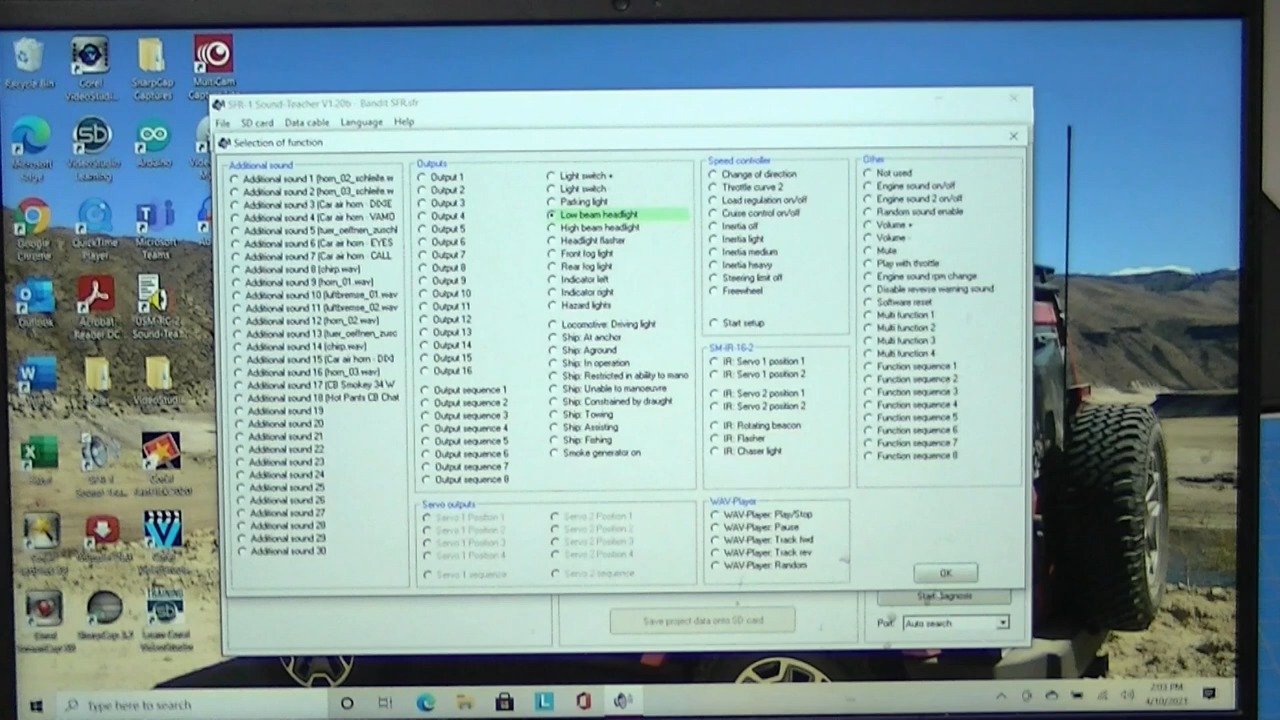 Recycle Bin
Corel VideoStudi...
SnapCap Captures
SFR-1 Sound-Teacher V1.20b - Bandit SFR.sfr
File SD card Data cable Language Help
Selection of function
Additional sound
Additional sound 1 [horn_02_schleife.w
Additional sound 2 [horn_03_schleife.w
Additional sound 3 [Car air horn - DIXIE
Additional sound 4 [Car air horn - VAMO
Additional sound 5 [tuer_oeffnen_zuschl
Additional sound 6 [Car air horn - EYES
Additional sound 7 [Car air horn CALL
Additional sound 8 [chirp.wav]
Additional sound 9 [horn_01.wav]
Additional sound 10 [luftbremse_01.wav
Additional sound 11 [luftbremse_02.wav
Additional sound 12 [horn_02.wav]
Additional sound 13 [tuer_oeffnen_zusc
Additional sound 14 [chirp.wav]
Additional sound 15 [Car air horn - DIXI
Additional sound 16 [horn_03.wav]
Additional sound 17 [CB Smokey 34 W
Additional sound 18 [Hot Pants CB Chat
Additional sound 19
Additional sound 20
Additional sound 21
Additional sound 22
Additional sound 23
Additional sound 24
Additional sound 25
Additional sound 26
Additional sound 27
Additional sound 28
Additional sound 29
Additional sound 30
Outputs
Output 1
Output 2
Output 3
Output 4
Output 5
Output 6
Output 7
Output 8
Output 9
Output 10
Output 11
Output 12
Output 13
Output 14
Output 15
Output 16
Output sequence 1
Output sequence 2
Output sequence 3
Output sequence 4
Output sequence 5
Output sequence 6
Output sequence 7
Output sequence 8
Light switch +
Light switch -
Parking light
Low beam headlight
High beam headlight
Headlight flasher
Front fog light
Rear fog light
Indicator left
Indicator right
Hazard lights
Locomotive: Driving light
Ship: At anchor
Ship: Aground
Ship: In operation
Ship: Restricted in ability to mano
Ship: Unable to manoeuvre
Ship: Constrained by draught
Ship: Towing
Ship: Assisting
Ship: Fishing
Smoke generator on
Servo outputs
Servo 1 Position 1
Servo 1 Position 2
Servo 1 Position 3
Servo 1 Position 4
Servo 1 sequence
Servo 2 Position 1
Servo 2 Position 2
Servo 2 Position 3
Servo 2 Position 4
Servo 2 sequence
Speed controller
Change of direction
Throttle curve 2
Load regulation on/off
Cruise control on/off
Inertia off
Inertia light
Inertia medium
Inertia heavy
Steering limit off
Freewheel
Start setup
SM-IR-16-2
IR: Servo 1 position 1
IR: Servo 1 position 2
IR: Servo 2 position 1
IR: Servo 2 position 2
IR: Rotating beacon
IR: Flasher
IR: Chaser light
WAV-Player
WAV-Player: Play/Stop
WAV-Player: Pause
WAV-Player: Track fwd
WAV-Player: Track rev
WAV-Player: Random
Other
Not used
Engine sound on/off
Engine sound 2 on/off
Random sound enable
Volume +
Volume -
Mute
Play with throttle
Engine sound rpm change
Disable reverse warning sound
Software reset
Multi function 1
Multi function 2
Multi function 3
Multi function 4
Function sequence 1
Function sequence 2
Function sequence 3
Function sequence 4
Function sequence 5
Function sequence 6
Function sequence 7
Function sequence 8
OK
Start Diagnosis
Save project data onto SD card
Port: Auto search
Microsoft Edge
Arduino
Google Chrome
QuickTime Player
Microsoft Teams
Outlook
Acrobat Reader DC
USM-RC-2 Sound-Tea...
Word
VideoStudio
Excel
TRAINING
Type here to search
2:03 PM
4/10/2023